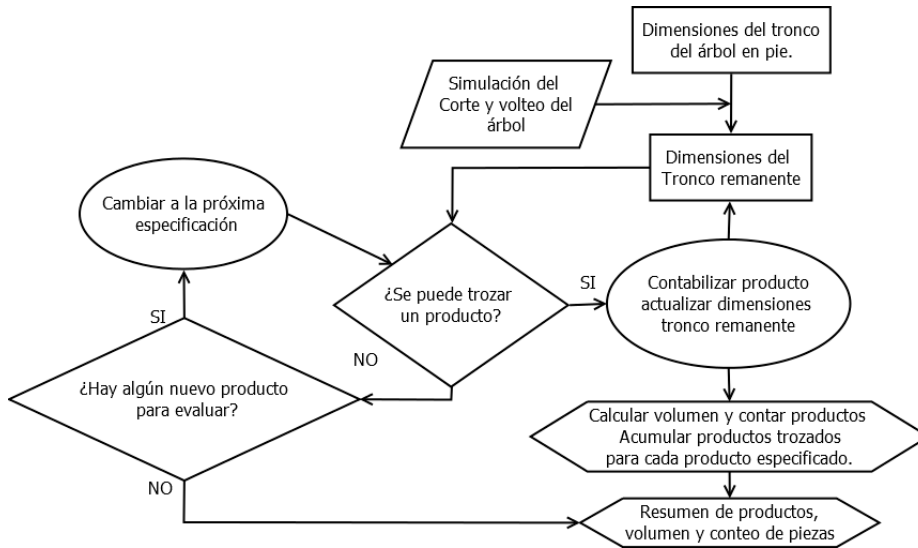 Dimensiones del tronco
del árbol en pie.
Simulación del
Corte y volteo del
árbol
Dimensiones del
Tronco remanente
Cambiar a la próxima
especificación
¿Se puede trozar
un producto?
SI
Contabilizar producto
actualizar dimensiones
tronco remanente
SI
NO
¿Hay algún nuevo producto
para evaluar?
Calcular volumen y contar productos
Acumular productos trozados
para cada producto especificado.
NO
Resumen de productos,
volumen y conteo de piezas